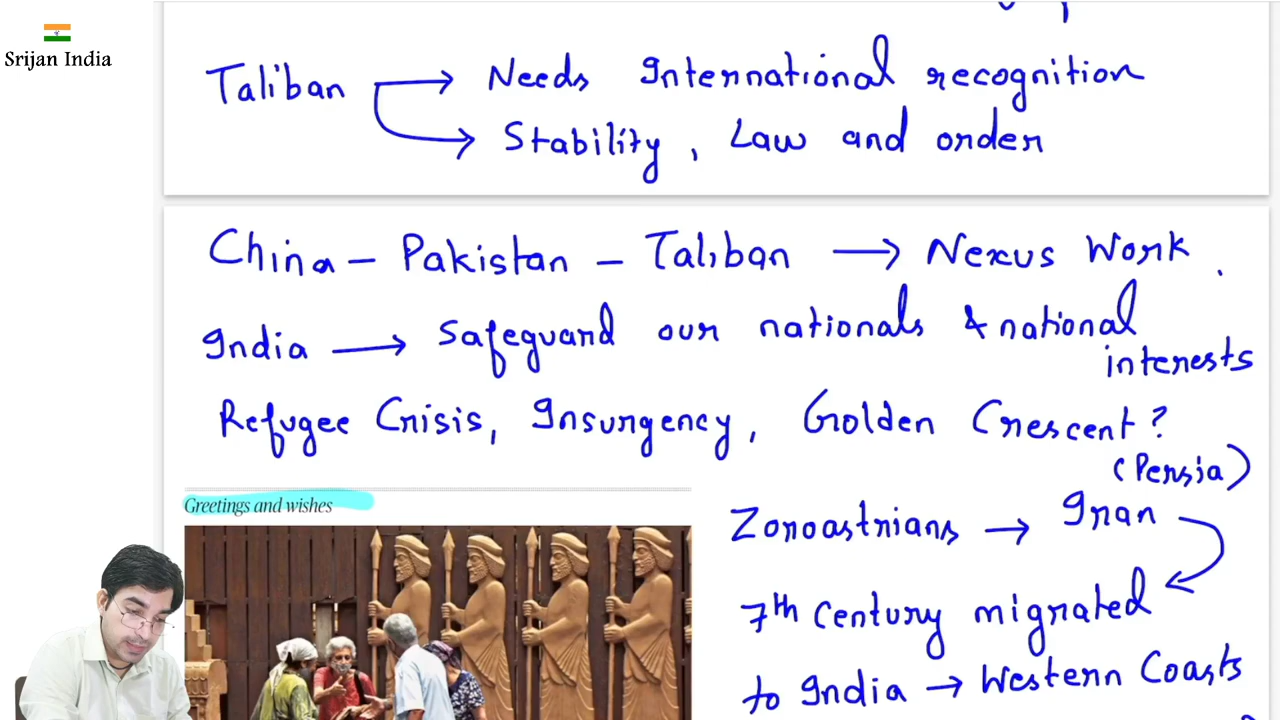 Srijan India
Taliban → Needs International recognition
→ Stability, Law and order
China – Pakistan – Taliban → Nexus Work.
India → Safeguard our nationals & national
interests
Refugee Crisis, Insurgency, Golden Crescent?
(Persia)
Greetings and wishes
Zoroastrians → Iran
7th Century migrated
to India → Western Coasts